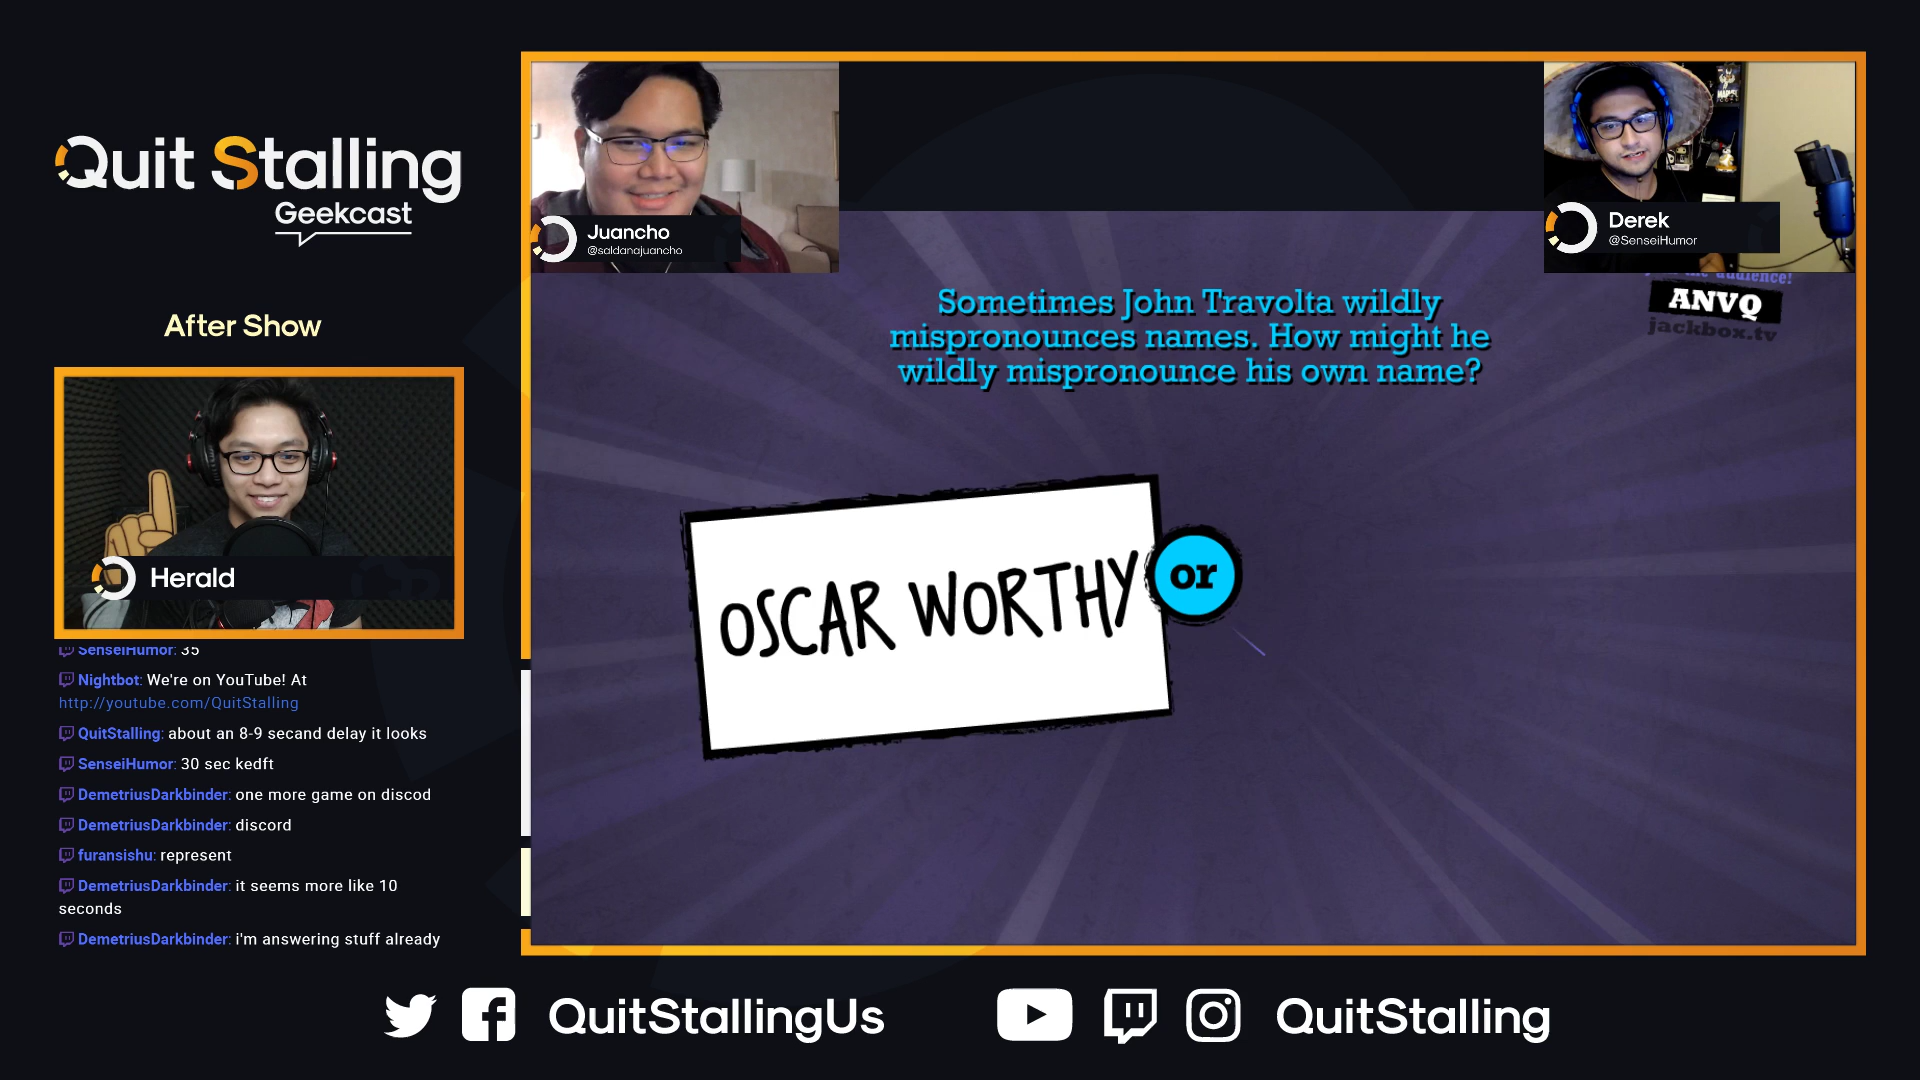 Quit Stalling
Geekcast
After Show
Herald
SenseiHumor: 35
Nightbot: We're on YouTube! At
http://youtube.com/QuitStalling
QuitStalling: about an 8-9 secand delay it looks
SenseiHumor: 30 sec kedft
DemetriusDarkbinder: one more game on discod
DemetriusDarkbinder: discord
furansishu: represent
DemetriusDarkbinder: it seems more like 10
seconds
DemetriusDarkbinder: i'm answering stuff already
Juancho
@saldanajuancho
Derek
@SenseiHumor
audience!
ANVQ
jackbox.tv
Sometimes John Travolta wildly
mispronounces names. How might he
wildly mispronounce his own name?
OSCAR WORTHY
or
QuitStallingUs
QuitStalling